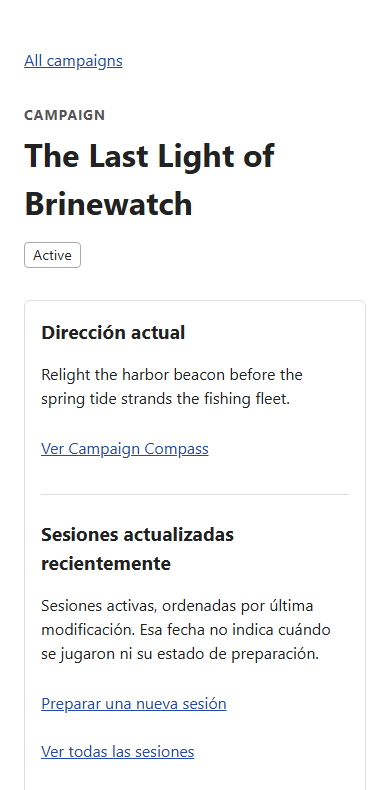 All campaigns
CAMPAIGN
The Last Light of
Brinewatch
Active
Dirección actual
Relight the harbor beacon before the
spring tide strands the fishing fleet.
Ver Campaign Compass
Sesiones actualizadas
recientemente
Sesiones activas, ordenadas por última
modificación. Esa fecha no indica cuándo
se jugaron ni su estado de preparación.
Preparar una nueva sesión
Ver todas las sesiones